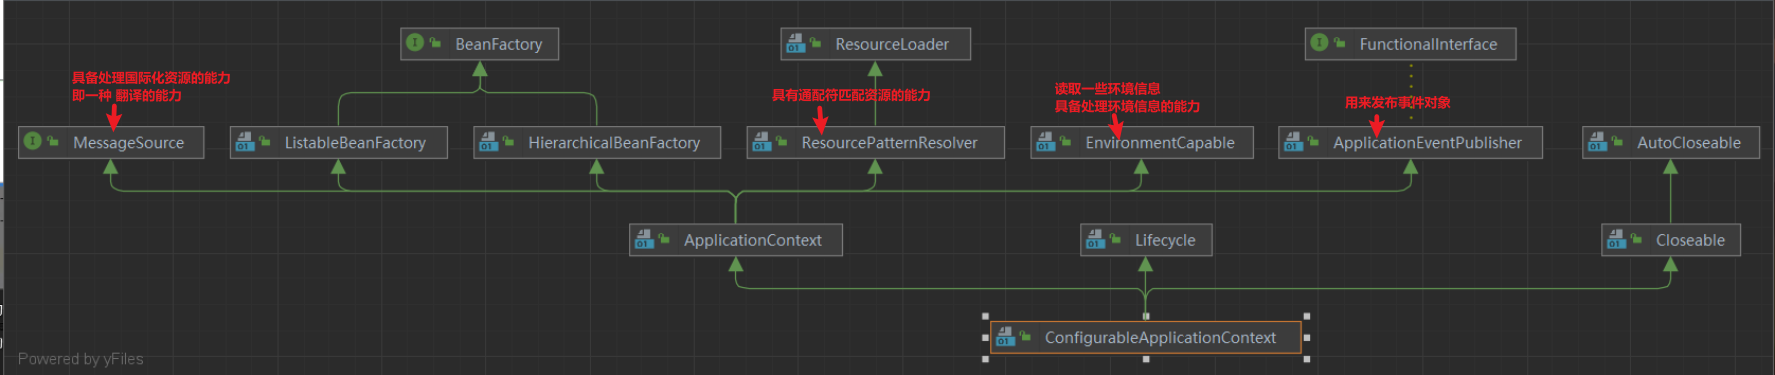 BeanFactory
ResourceLoader
FunctionalInterface
具备处理国际化资源的能力
即一种 翻译的能力
具有通配符匹配资源的能力
读取一些环境信息
具备处理环境信息的能力
用来发布事件对象
MessageSource
ListableBeanFactory
HierarchicalBeanFactory
ResourcePatternResolver
EnvironmentCapable
ApplicationEventPublisher
AutoCloseable
ApplicationContext
Lifecycle
Closeable
ConfigurableApplicationContext
Powered by yFiles